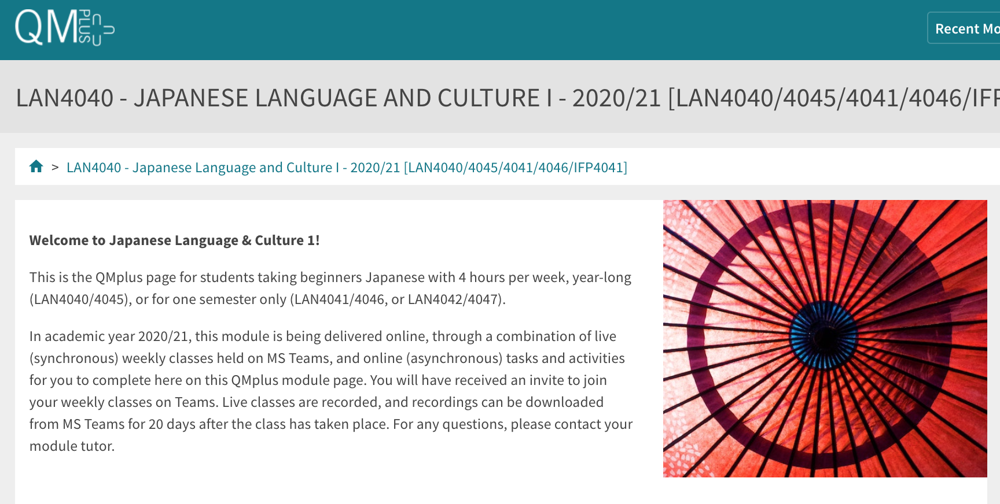 QM PLUS
Recent Mo
LAN4040 - JAPANESE LANGUAGE AND CULTURE I - 2020/21 [LAN4040/4045/4041/4046/IFP
> LAN4040 - Japanese Language and Culture I - 2020/21 [LAN4040/4045/4041/4046/IFP4041]
Welcome to Japanese Language & Culture 1!
This is the QMplus page for students taking beginners Japanese with 4 hours per week, year-long
(LAN4040/4045), or for one semester only (LAN4041/4046, or LAN4042/4047).
In academic year 2020/21, this module is being delivered online, through a combination of live
(synchronous) weekly classes held on MS Teams, and online (asynchronous) tasks and activities
for you to complete here on this QMplus module page. You will have received an invite to join
your weekly classes on Teams. Live classes are recorded, and recordings can be downloaded
from MS Teams for 20 days after the class has taken place. For any questions, please contact your
module tutor.